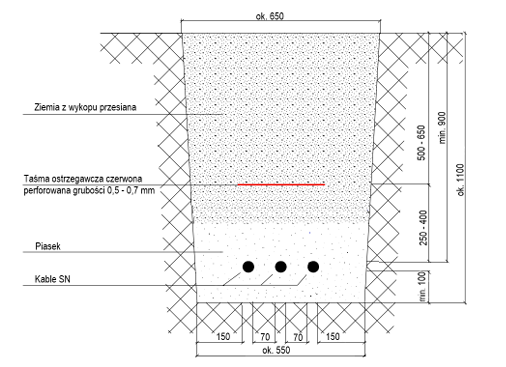 ok. 650
Ziemia z wykopu przesiana
Taśma ostrzegawcza czerwona
perforowana grubości 0,5 - 0,7 mm
Piasek
Kable SN
500 - 650
250 - 400
min. 900
min. 100
ok. 1100
150
70
70
150
ok. 550